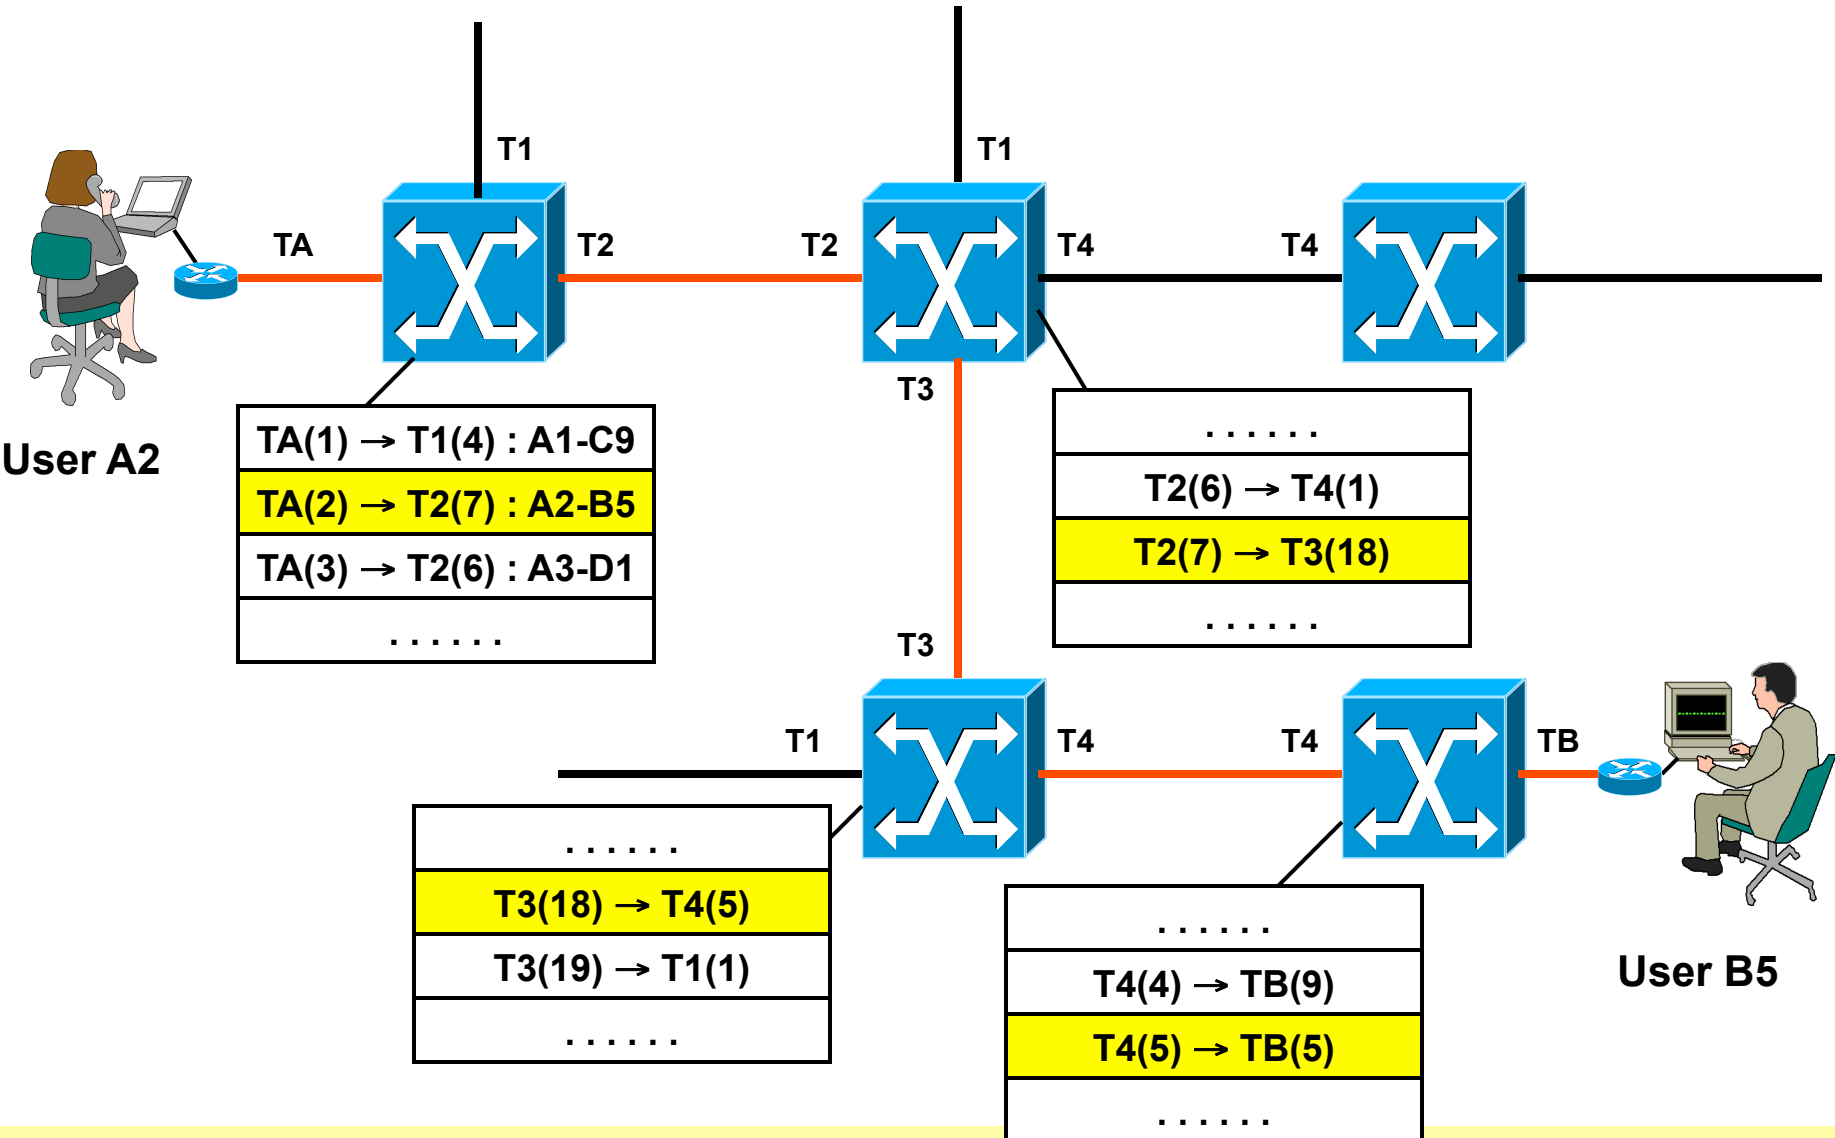 T1
T1
TA
T2
T2
T4
T4
T3
User A2
TA(1) → T1(4) : A1-C9
TA(2) → T2(7) : A2-B5
TA(3) → T2(6) : A3-D1
. . . . . .
. . . . . .
T2(6) → T4(1)
T2(7) → T3(18)
. . . . . .
T3
T1
T4
T4
TB
. . . . . .
T3(18) → T4(5)
T3(19) → T1(1)
. . . . . .
. . . . . .
T4(4) → TB(9)
T4(5) → TB(5)
. . . . . .
User B5